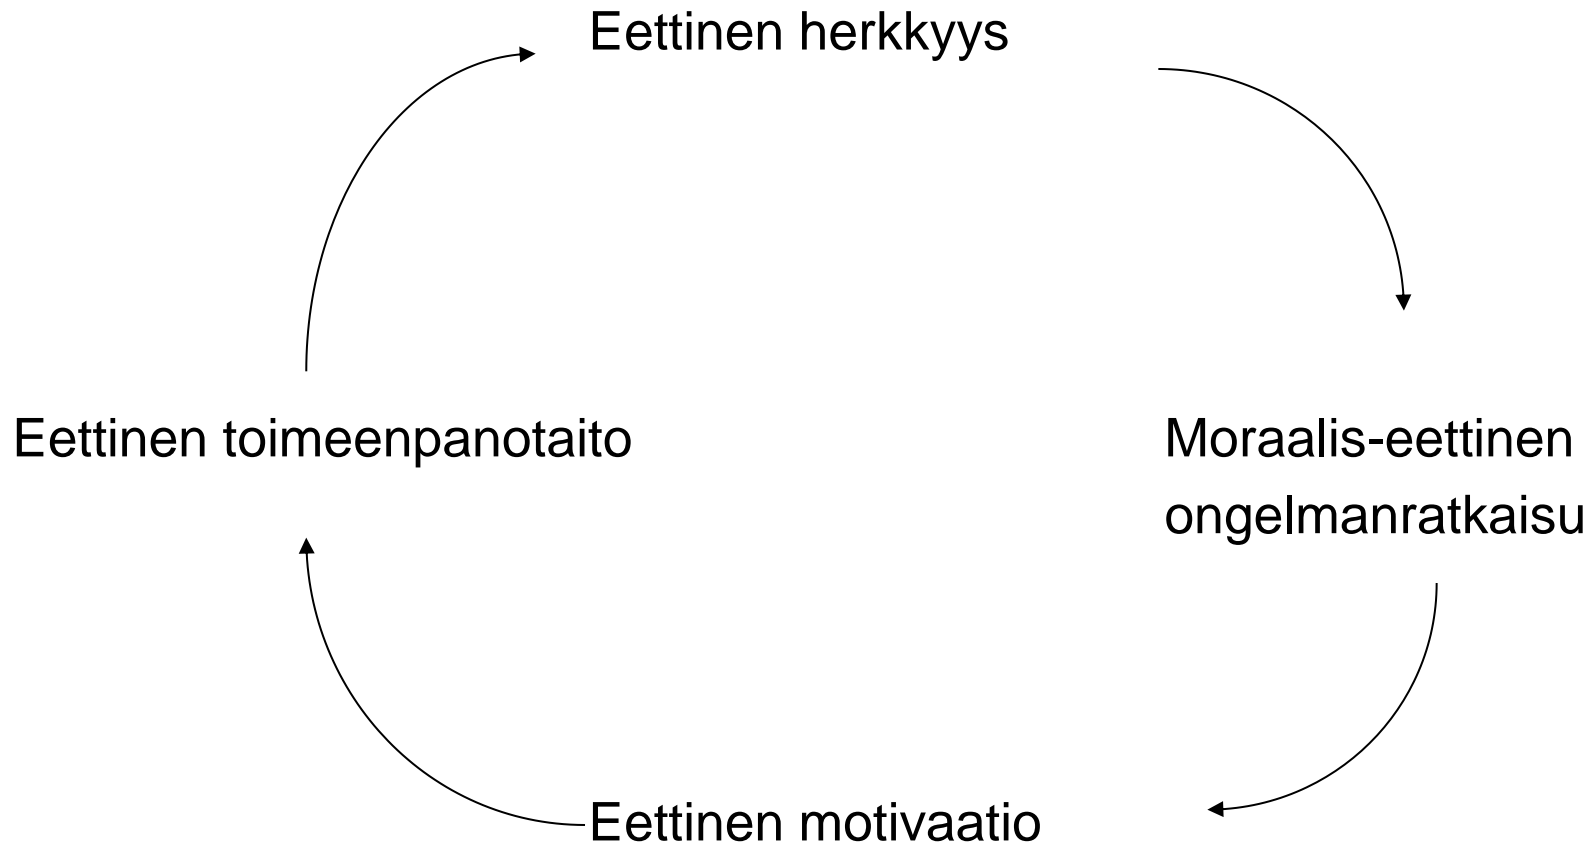 Eettinen herkkyys
Eettinen toimeenpanotaito
Moraalis-eettinen
ongelmanratkaisu
Eettinen motivaatio